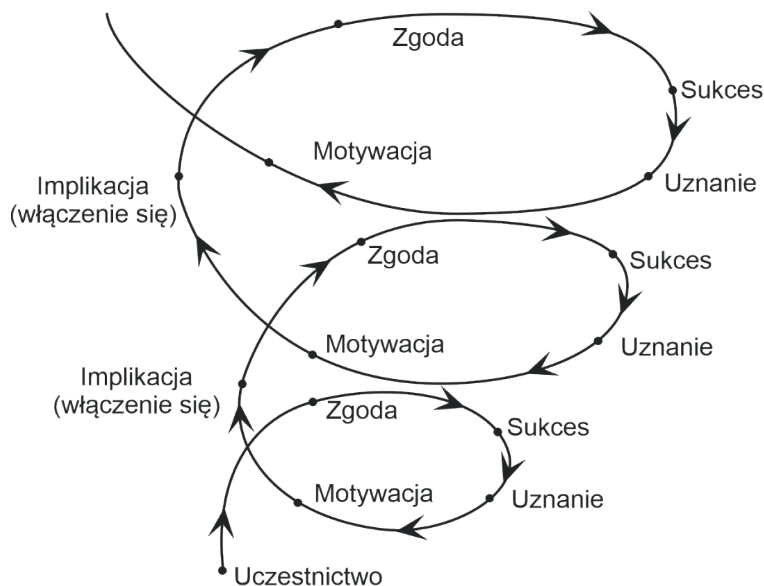 Zgoda
Sukces
Motywacja
Uznanie
Implikacja
(włączenie się)
Zgoda
Sukces
Motywacja
Uznanie
Implikacja
(włączenie się)
Zgoda
Sukces
Motywacja
Uznanie
Uczestnictwo